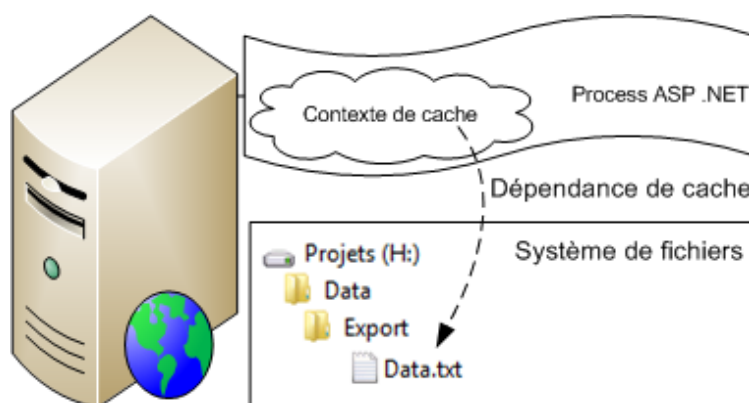 Contexte de cache
Process ASP .NET
Dépendance de cache
Système de fichiers
Projets (H:)
Data
Export
Data.txt